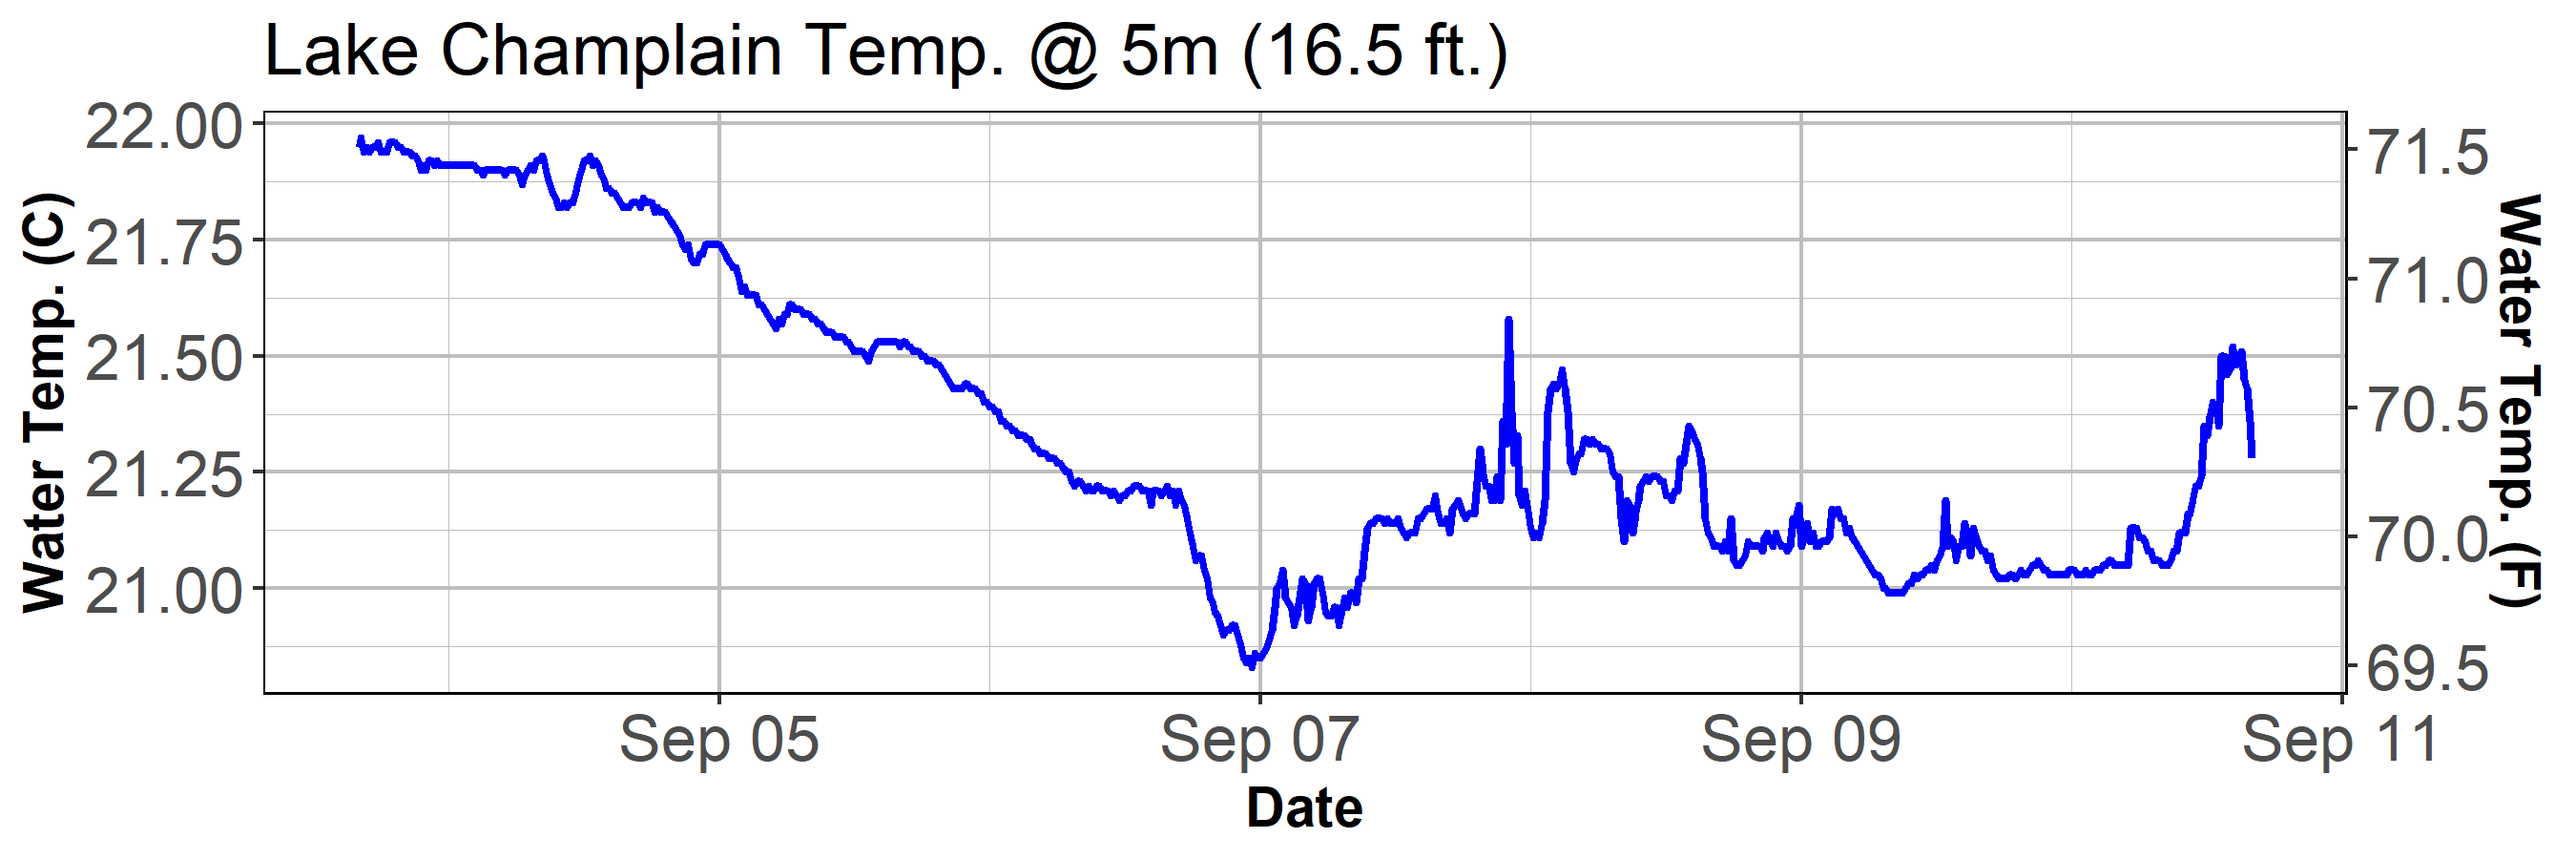 Lake Champlain Temp. @ 5m (16.5 ft.)
Water Temp. (C)
22.00
21.75
21.50
21.25
21.00
71.5
71.0
70.5
70.0
69.5
Water Temp. (F)
Sep 05 Sep 07 Sep 09 Sep 11
Date